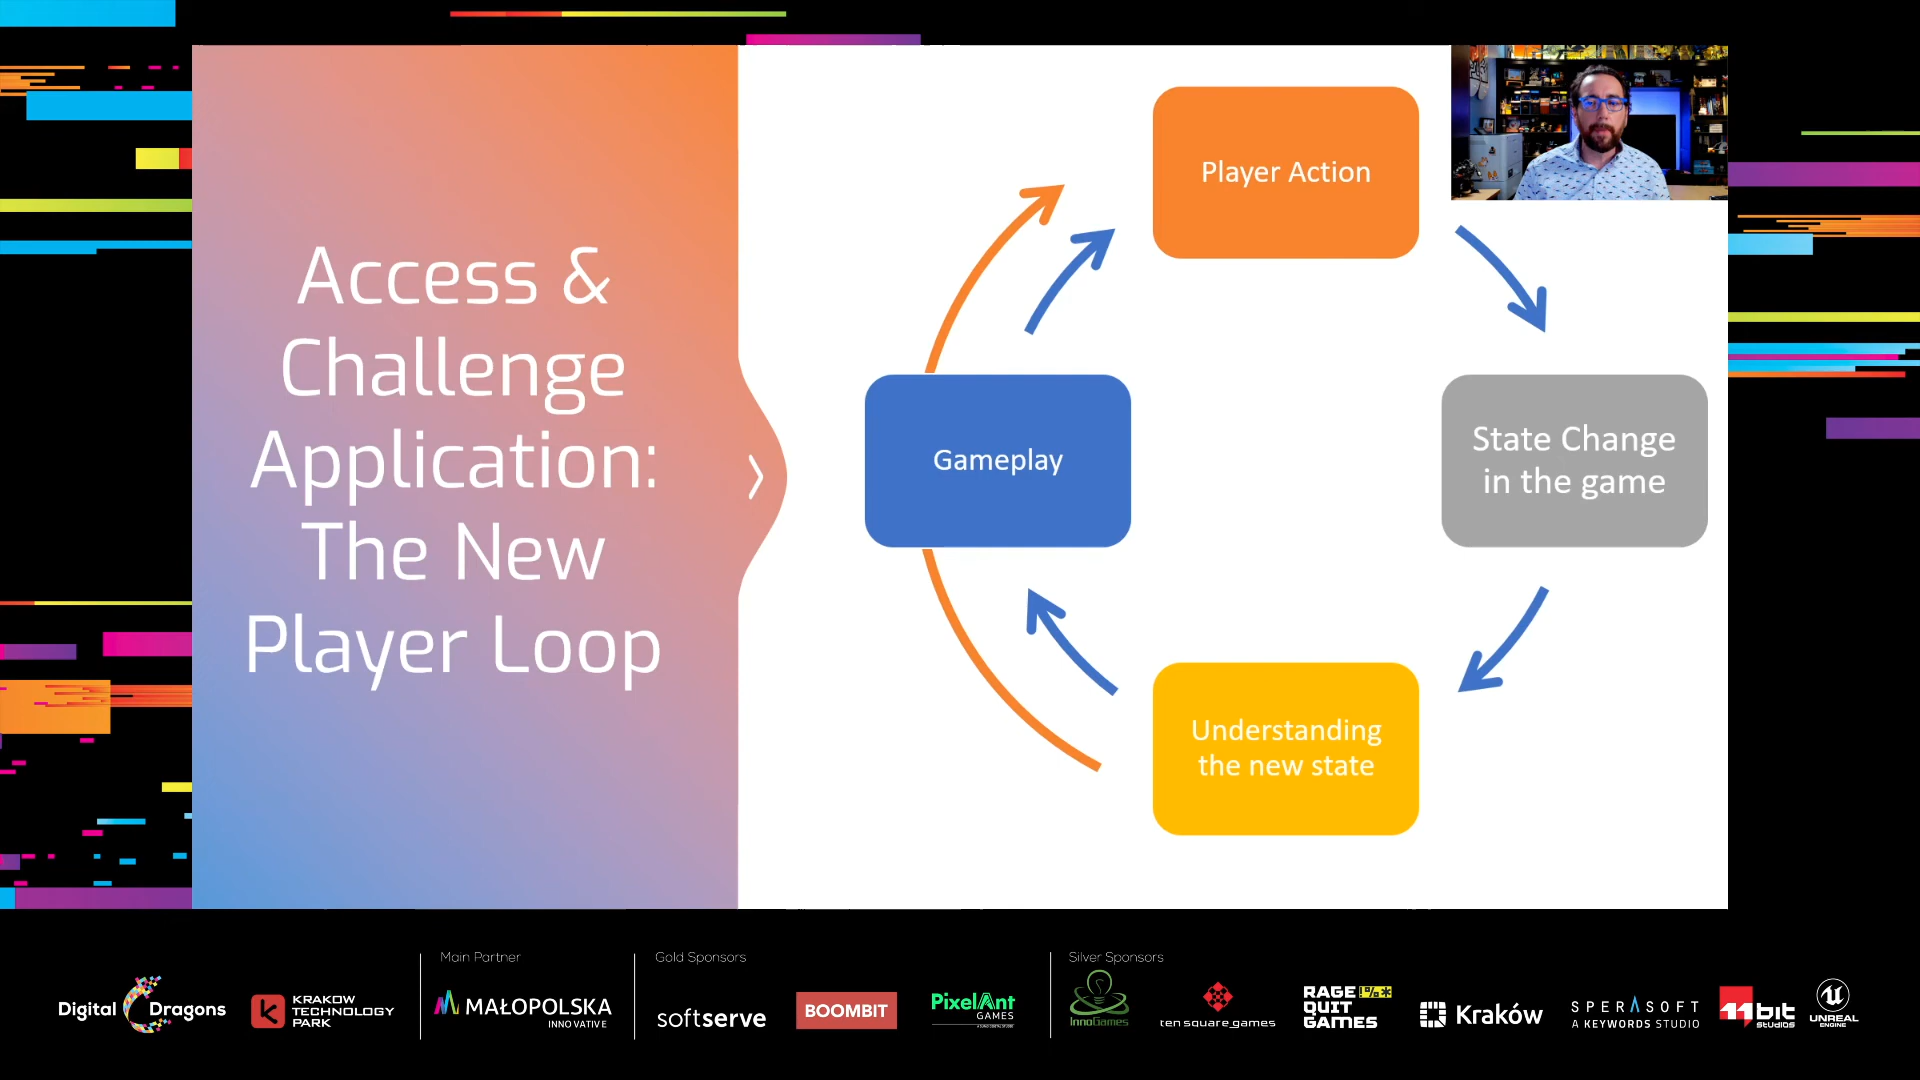 Access &
Challenge
Application:
The New
Player Loop
Player Action
Gameplay
State Change
in the game
Understanding
the new state
Main Partner
Gold Sponsors
Silver Sponsors
Digital Dragons
KRAKOW
TECHNOLOGY
PARK
MAŁOPOLSKA
INNOVATIVE
softserve
BOOMBIT
PixelAnt
GAMES
InnoGames
ten square games
RAGE !%*
QUIT
GAMES
Kraków
SPERASOFT
A KEYWORDS STUDIO
11 bit
STUDIOS
UNREAL
ENGINE